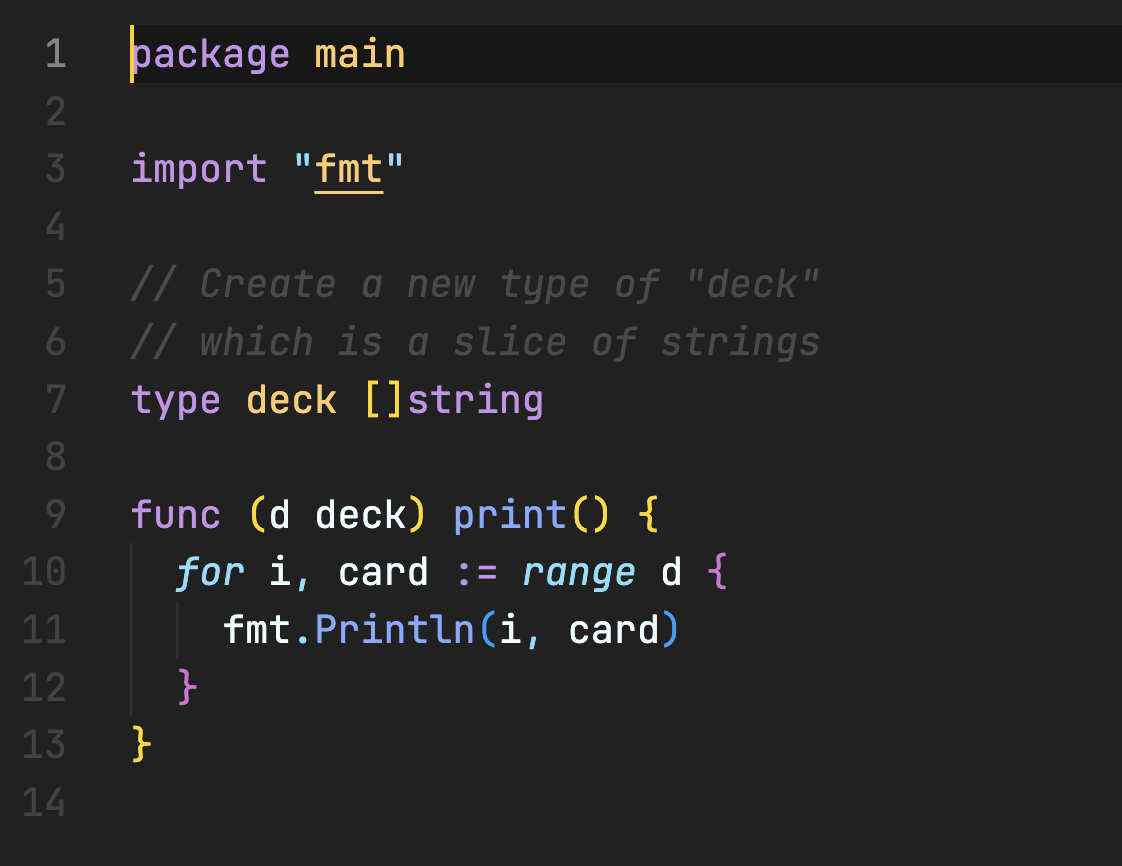 1 package main
2
3 import "fmt"
4
5 // Create a new type of "deck"
6 // which is a slice of strings
7 type deck []string
8
9 func (d deck) print() {
10   for i, card := range d {
11     fmt.Println(i, card)
12   }
13 }
14